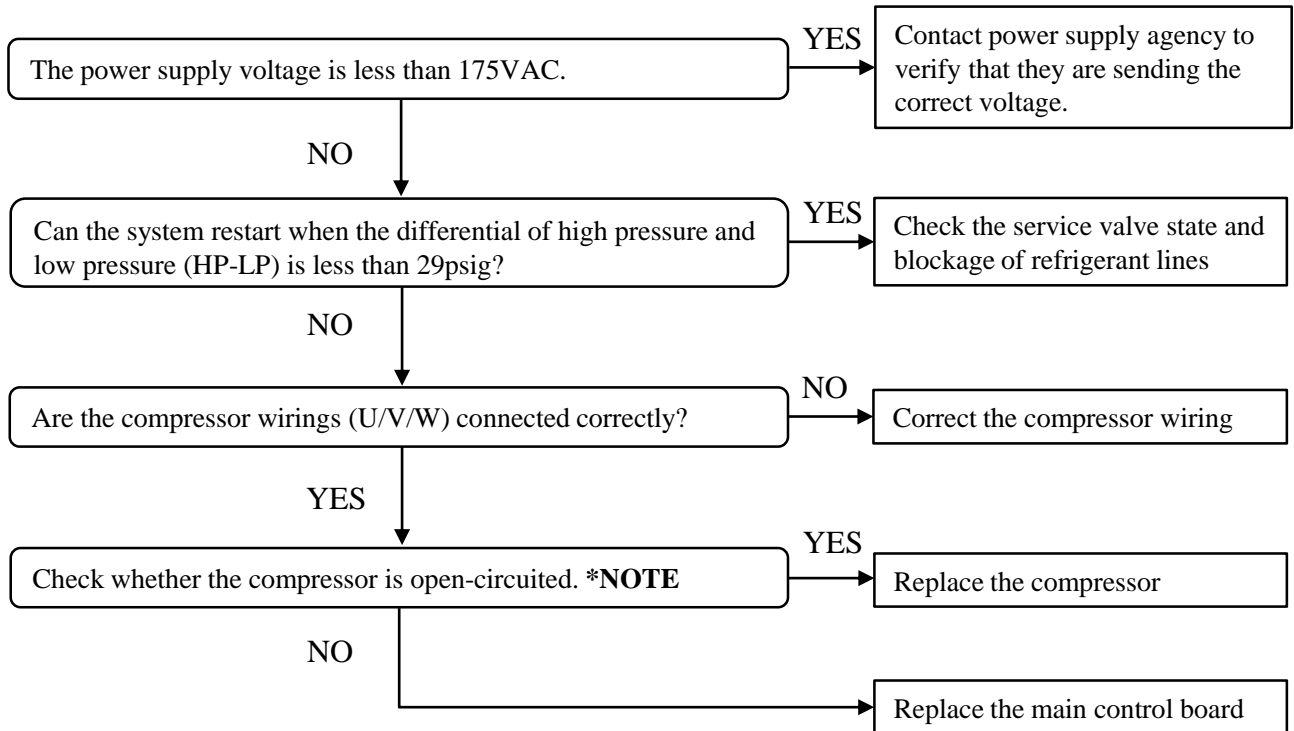 The power supply voltage is less than 175VAC.
YES
Contact power supply agency to
verify that they are sending the
correct voltage.
NO
Can the system restart when the differential of high pressure and
low pressure (HP-LP) is less than 29psig?
YES
Check the service valve state and
blockage of refrigerant lines
NO
Are the compressor wirings (U/V/W) connected correctly?
NO
Correct the compressor wiring
YES
Check whether the compressor is open-circuited. *NOTE
YES
Replace the compressor
NO
Replace the main control board